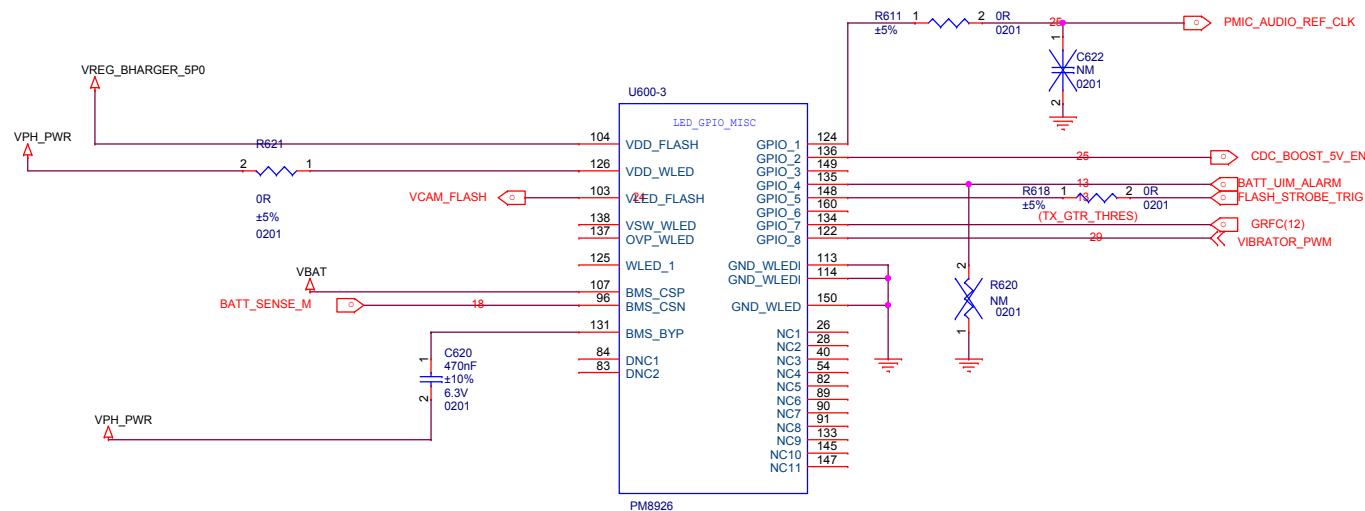 R611 1 2 0R
±5% 0201
25
PMIC_AUDIO_REF_CLK
1
C622
NM
0201
2
VREG_BHARGER_5P0
VPH_PWR
R621
2 1
0R
±5%
0201
U600-3
LED_GPIO_MISC
104 VDD_FLASH
126 VDD_WLED
VCAM_FLASH 103 VLED_FLASH
138 VSW_WLED
137 OVP_WLED
125 WLED_1
VBAT
107 BMS_CSP
BATT_SENSE_M 18 96 BMS_CSN
131 BMS_BYP
84 DNC1
83 DNC2
1
C620
470nF
±10%
6.3V
0201
2
VPH_PWR
GPIO_1 124
GPIO_2 136 25 CDC_BOOST_5V_EN
GPIO_3 149
GPIO_4 135 13 BATT_UIM_ALARM
GPIO_5 148 R618 1 13 2 0R FLASH_STROBE_TRIG
±5% 0201
GPIO_6 160
(TX_GTR_THRES)
GPIO_7 134 GRFC(12)
GPIO_8 122 29 VIBRATOR_PWM
GND_WLEDI 113
GND_WLEDI 114
GND_WLED 150
2
R620
NM
0201
1
NC1 26
NC2 28
NC3 40
NC4 54
NC5 82
NC6 89
NC7 90
NC8 91
NC9 133
NC10 145
NC11 147
PM8926